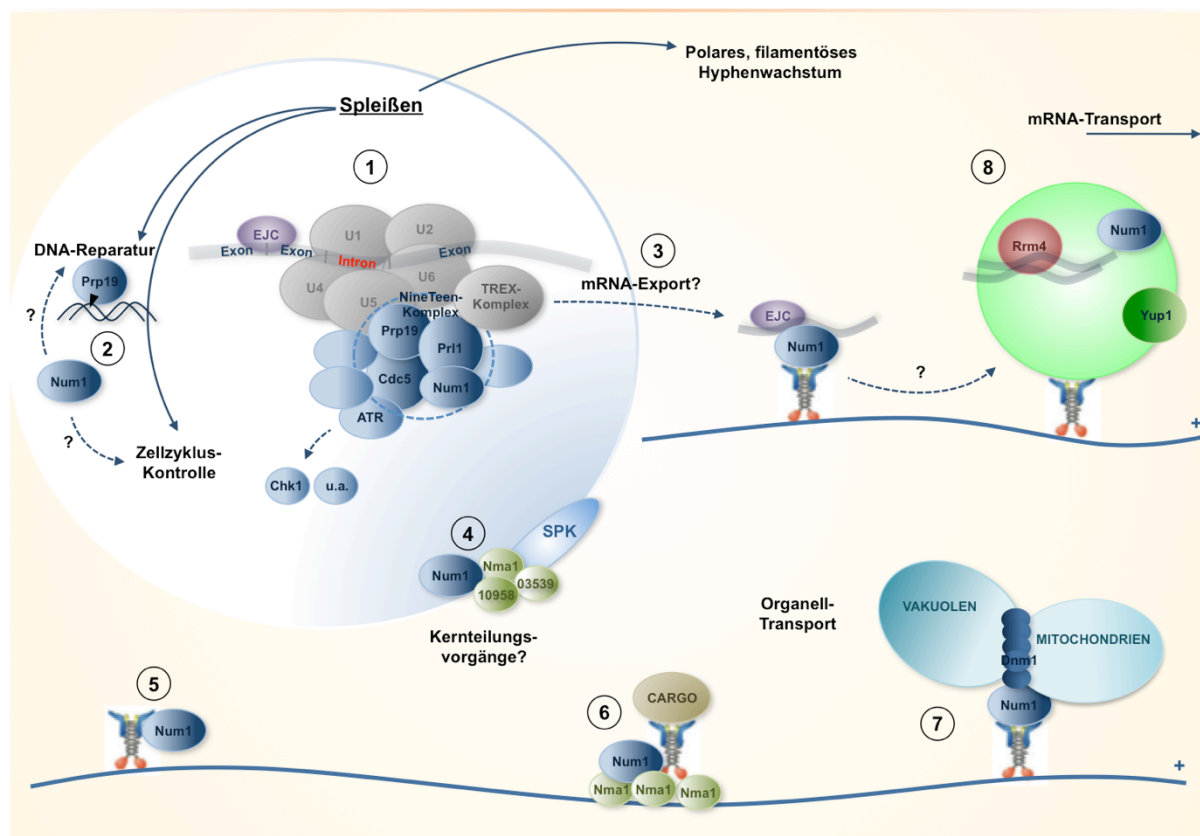 Polares, filamentöses
Hyphenwachstum
Spleißen
mRNA-Transport
1
8
EJC
U1
U2
Exon
Exon
Intron
Exon
U4
U5
U6
NineTeen-
Komplex
TREX-
Komplex
Prp19
Prl1
Cdc5
Num1
ATR
Chk1
u.a.
DNA-Reparatur
Prp19
?
2
Num1
?
Zellzyklus-
Kontrolle
3
mRNA-Export?
EJC
Num1
?
Rrm4
Num1
Yup1
+
4
SPK
Num1
Nma1
10958
03539
Kernteilungs-
vorgänge?
Organell-
Transport
VAKUOLEN
MITOCHONDRIEN
Dnm1
Num1
7
5
Num1
6
CARGO
Num1
Nma1
Nma1
Nma1
+